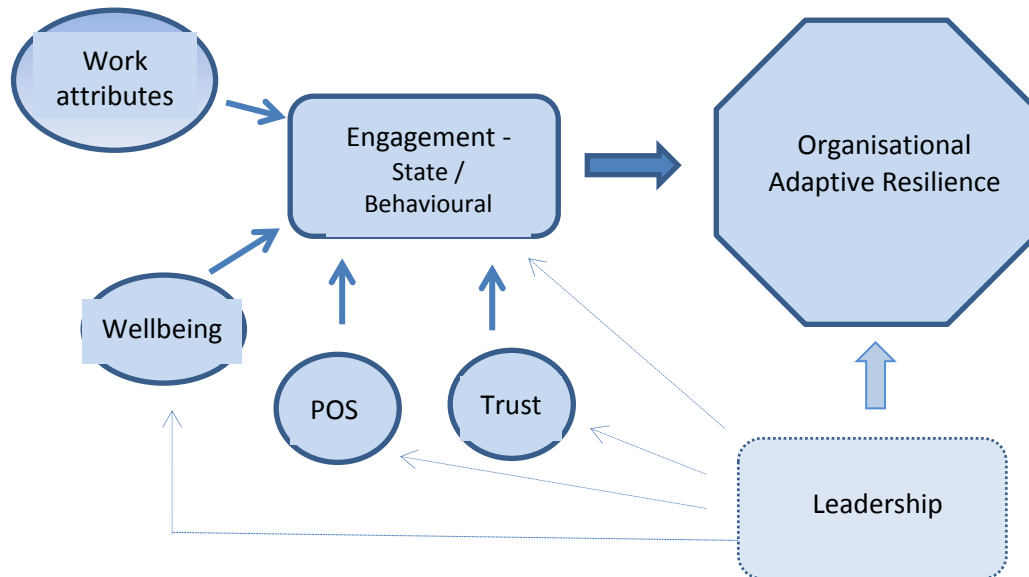 Work
attributes
Engagement -
State /
Behavioural
Organisational
Adaptive Resilience
Wellbeing
POS
Trust
Leadership